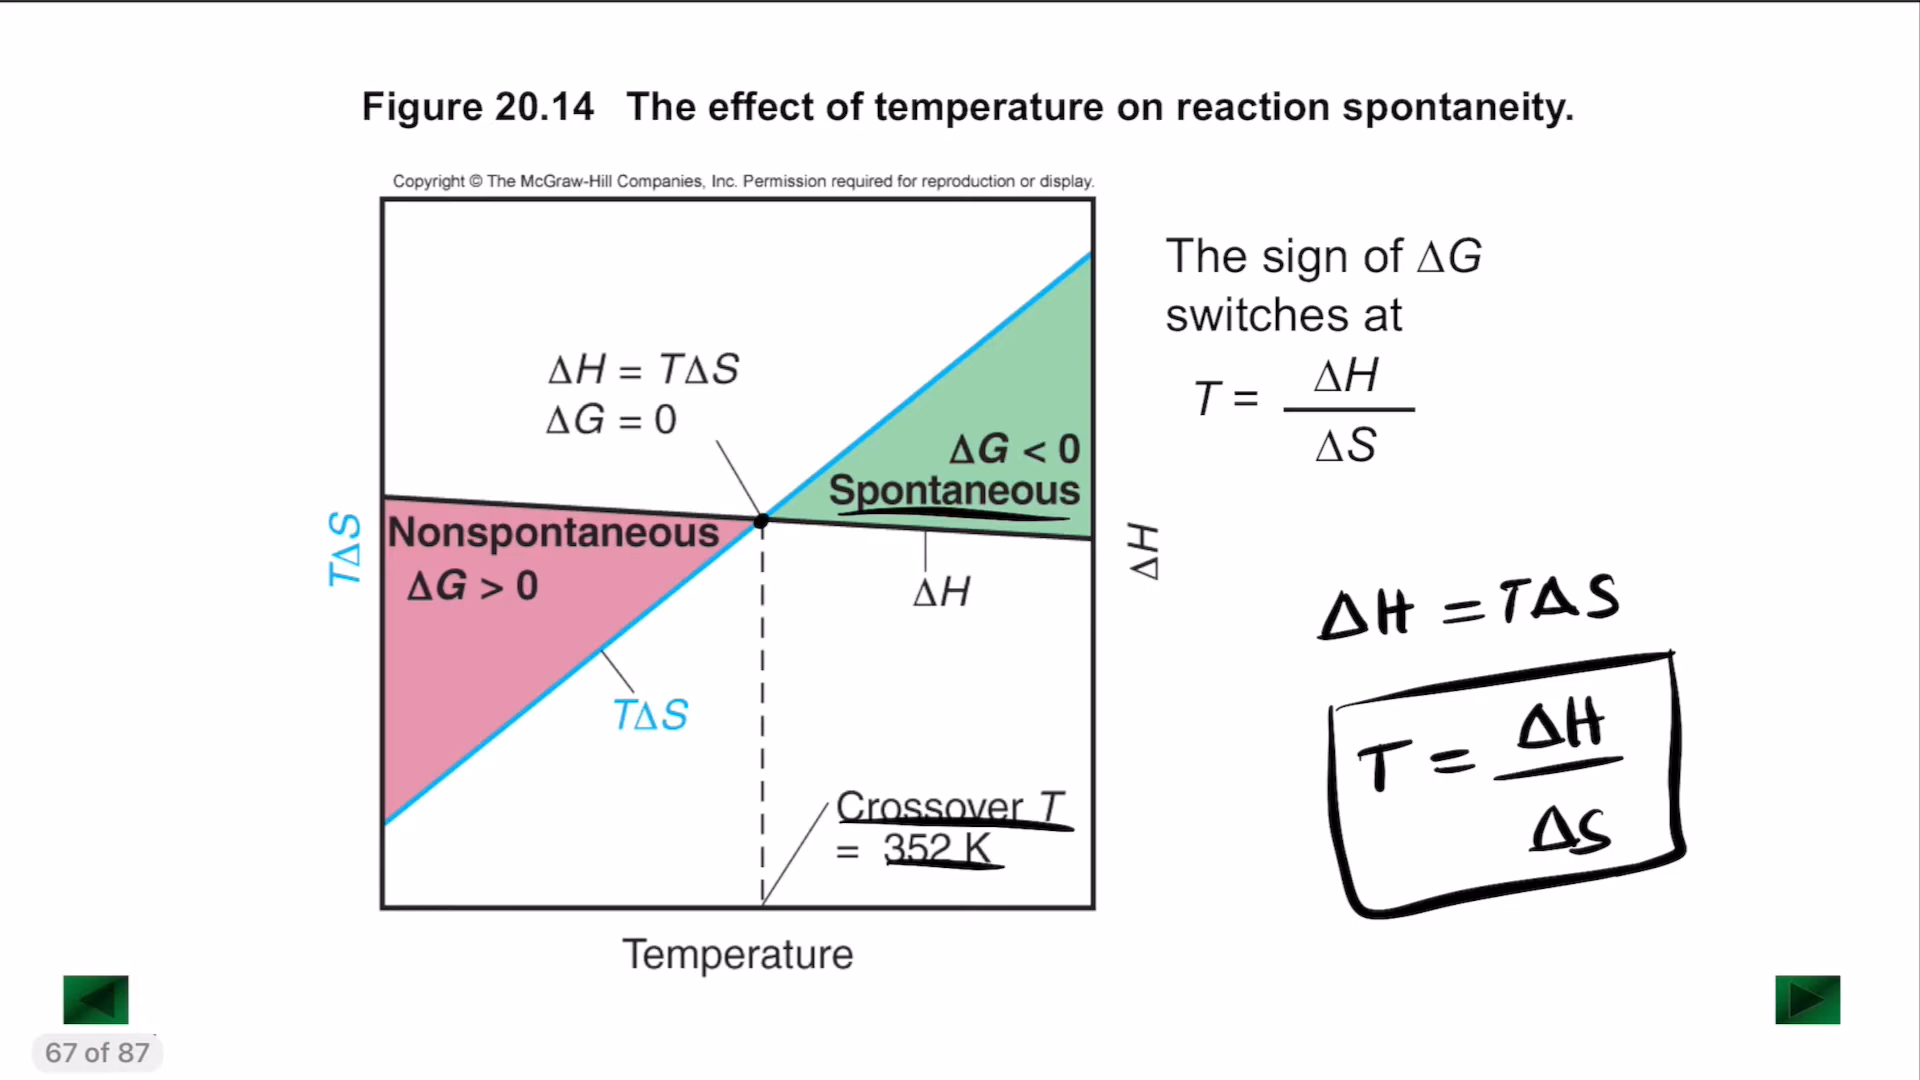 Figure 20.14 The effect of temperature on reaction spontaneity.
Copyright © The McGraw-Hill Companies, Inc. Permission required for reproduction or display.
ΔH = TΔS
ΔG = 0
ΔG < 0
Spontaneous
Nonspontaneous
ΔG > 0
TΔS
ΔH
TΔS
ΔH
Crossover T
= 352 K
Temperature
The sign of ΔG
switches at
T = ΔH
ΔS
ΔH = TΔS
T = ΔH
ΔS
67 of 87